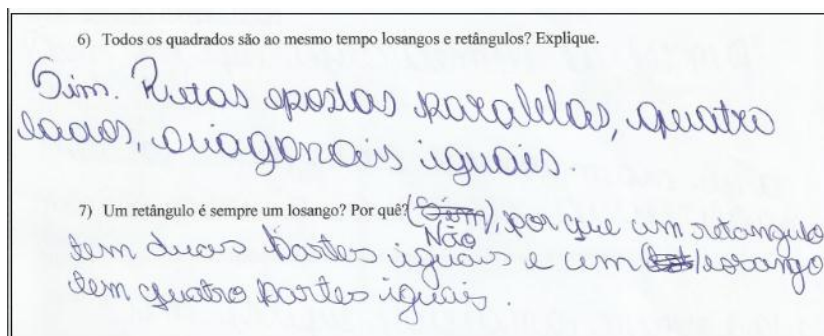 6) Todos os quadrados são ao mesmo tempo losangos e retângulos? Explique.
Sim. Retas opostas paralelas, quatro
lados, diagonais iguais.
7) Um retângulo é sempre um losango? Por quê? (Sim), por que um retangulo
Não
tem duas partes iguais e um losango
tem quatro partes iguais.